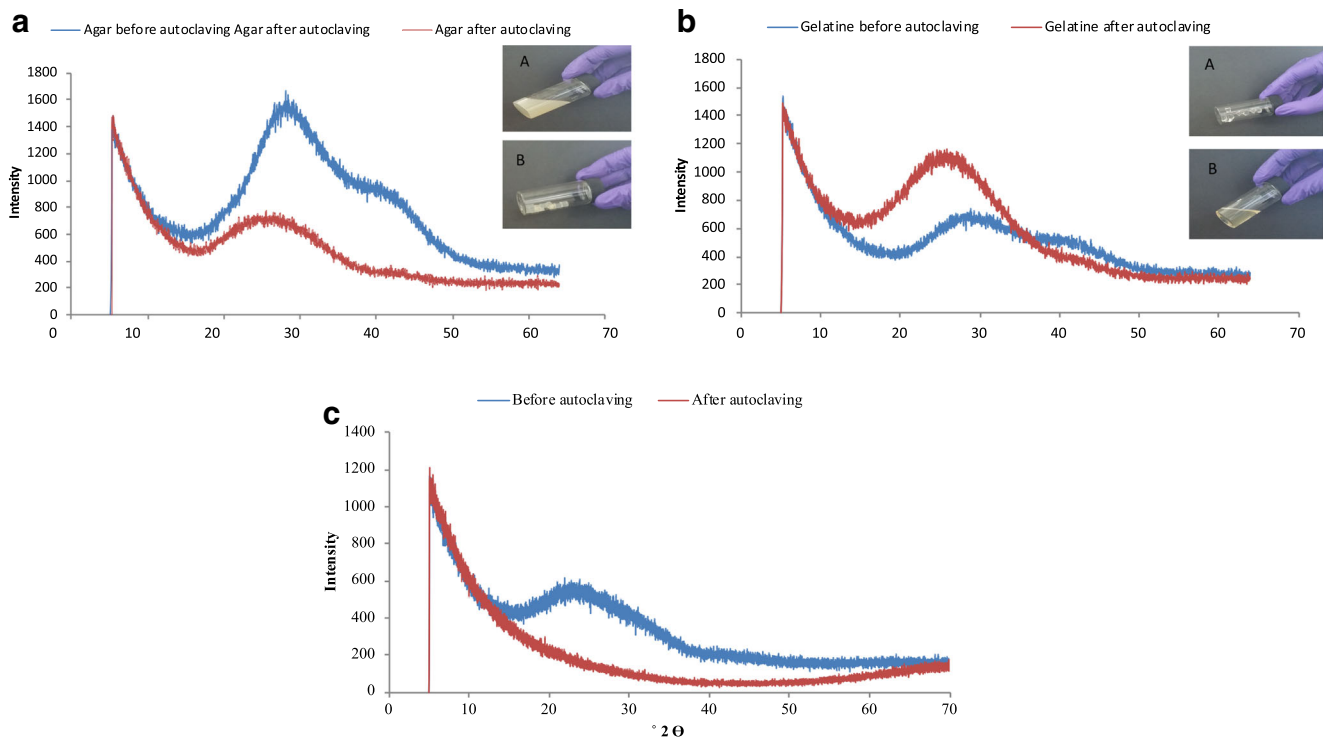 a
Agar before autoclaving Agar after autoclaving
Agar after autoclaving
Intensity
1800
1600
1400
1200
1000
800
600
400
200
0
0 10 20 30 40 50 60 70
A
B
b
Gelatine before autoclaving
Gelatine after autoclaving
Intensity
1800
1600
1400
1200
1000
800
600
400
200
0
0 10 20 30 40 50 60 70
A
B
c
Before autoclaving
After autoclaving
Intensity
1400
1200
1000
800
600
400
200
0
0 10 20 30 40 50 60 70
° 2 Θ